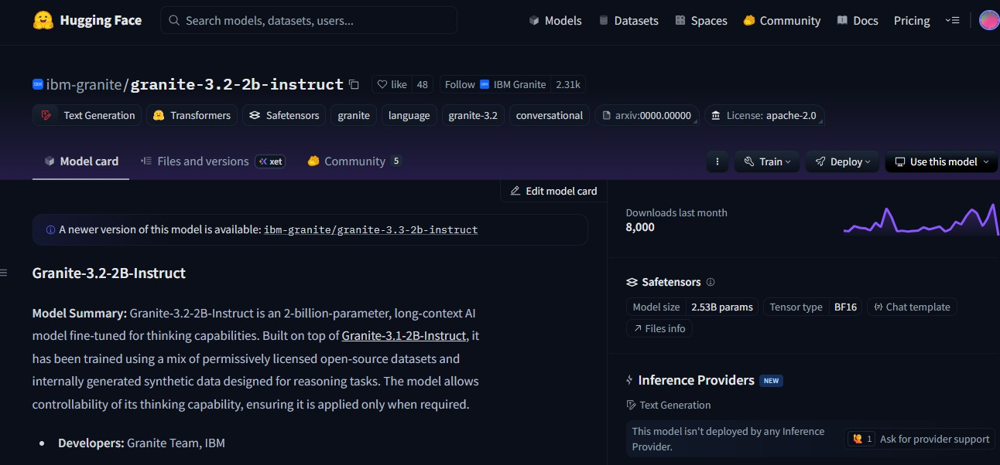 Hugging Face
Search models, datasets, users...
Models
Datasets
Spaces
Community
Docs
Pricing
ibm-granite/granite-3.2-2b-instruct
like 48
Follow IBM Granite 2.31k
Text Generation
Transformers
Safetensors
granite
language
granite-3.2
conversational
arxiv:0000.00000
License: apache-2.0
Model card
Files and versions
xet
Community 5
Train
Deploy
Use this model
Edit model card
A newer version of this model is available: ibm-granite/granite-3.3-2b-instruct
Granite-3.2-2B-Instruct
Model Summary: Granite-3.2-2B-Instruct is an 2-billion-parameter, long-context AI
model fine-tuned for thinking capabilities. Built on top of Granite-3.1-2B-Instruct, it
has been trained using a mix of permissively licensed open-source datasets and
internally generated synthetic data designed for reasoning tasks. The model allows
controllability of its thinking capability, ensuring it is applied only when required.
Developers: Granite Team, IBM
Downloads last month
8,000
Safetensors
Model size 2.53B params
Tensor type BF16
Chat template
Files info
Inference Providers NEW
Text Generation
This model isn't deployed by any Inference
Provider.
1 Ask for provider support